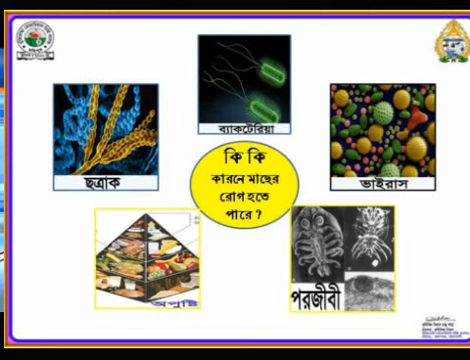 ব্যাকটেরিয়া
ছত্রাক
কি কি
কারনে মাছের
রোগ হতে
পারে ?
ভাইরাস
অপুষ্টি
পরজীবী